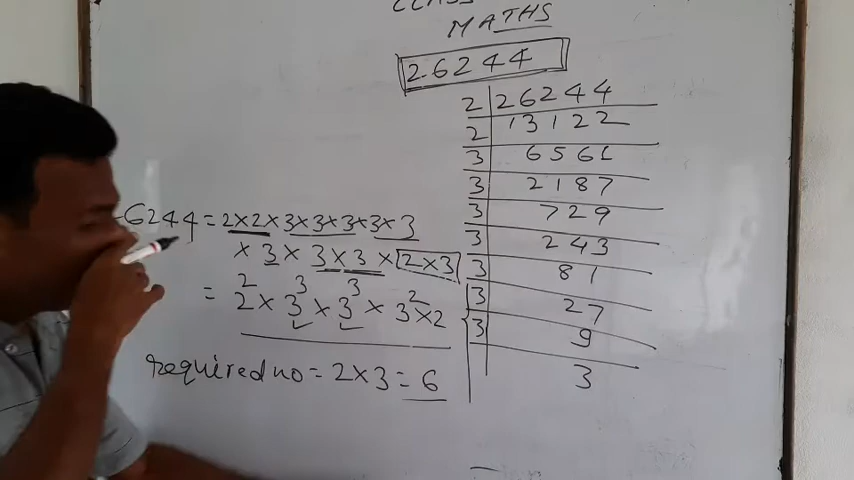 CLASS
MATHS
26244
2 | 26244
2 | 13122
3 | 6561
3 | 2187
3 | 729
3 | 243
3 | 81
3 | 27
3 | 9
3
6244 = 2×2×3×3×3×3×3
×3×3×3×2×3
= 2² × 3³ × 3³ × 3²×2
required no = 2×3 = 6